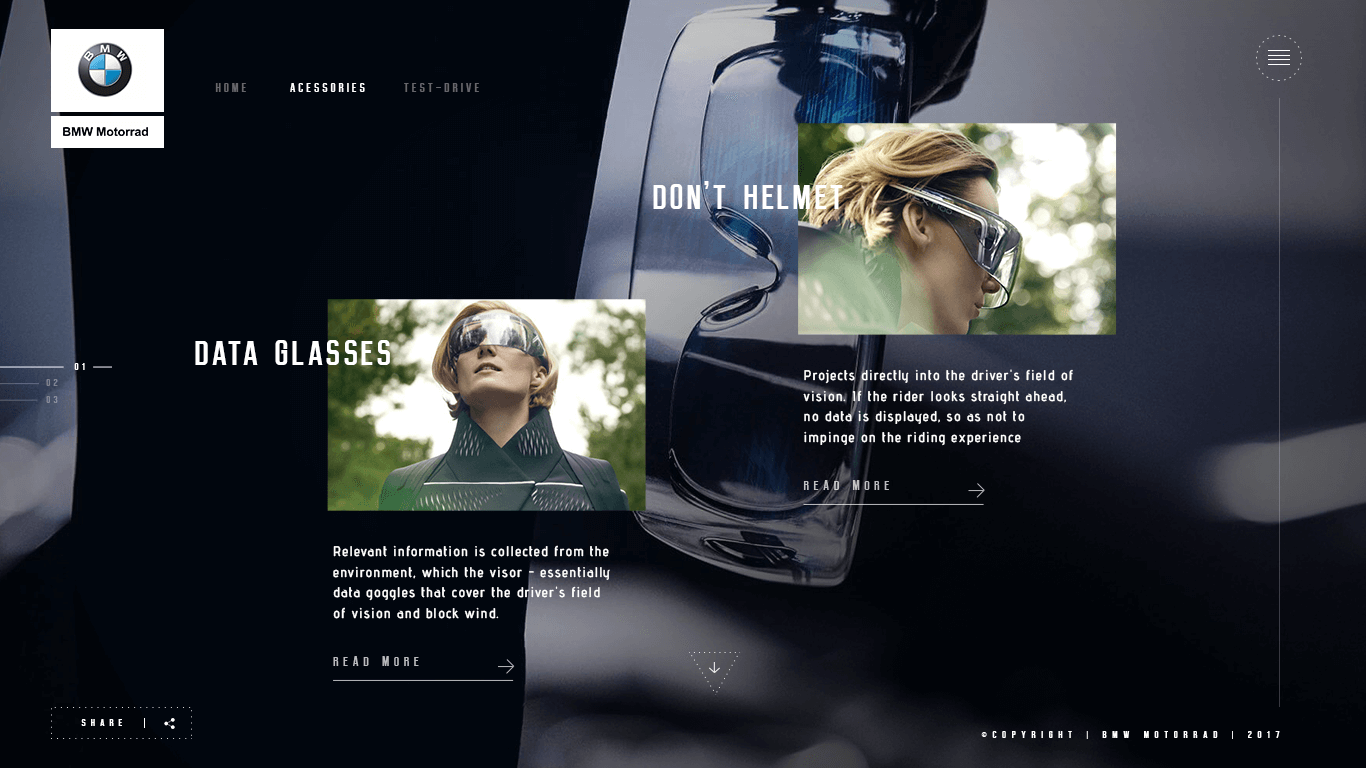 BMW
BMW Motorrad
HOME
ACESSORIES
TEST-DRIVE
DON'T HELMET
DATA GLASSES
01
02
03
Projects directly into the driver's field of
vision. If the rider looks straight ahead,
no data is displayed, so as not to
impinge on the riding experience
READ MORE
Relevant information is collected from the
environment, which the visor - essentially
data goggles that cover the driver's field
of vision and block wind.
READ MORE
SHARE |
©COPYRIGHT | BMW MOTORRAD | 2017